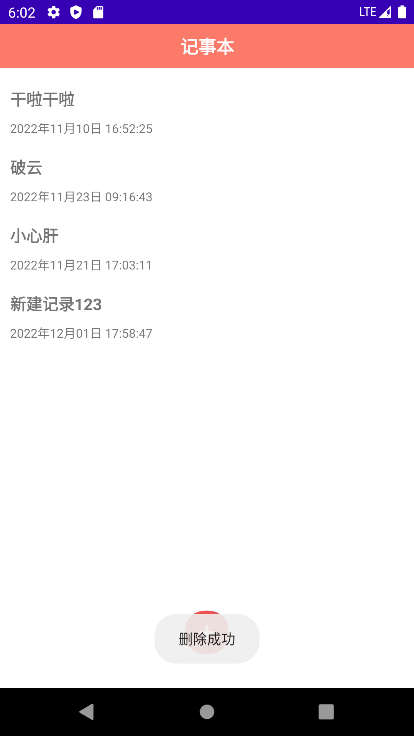 6:02 LTE
记事本
干啦干啦
2022年11月10日 16:52:25
破云
2022年11月23日 09:16:43
小心肝
2022年11月21日 17:03:11
新建记录123
2022年12月01日 17:58:47
删除成功